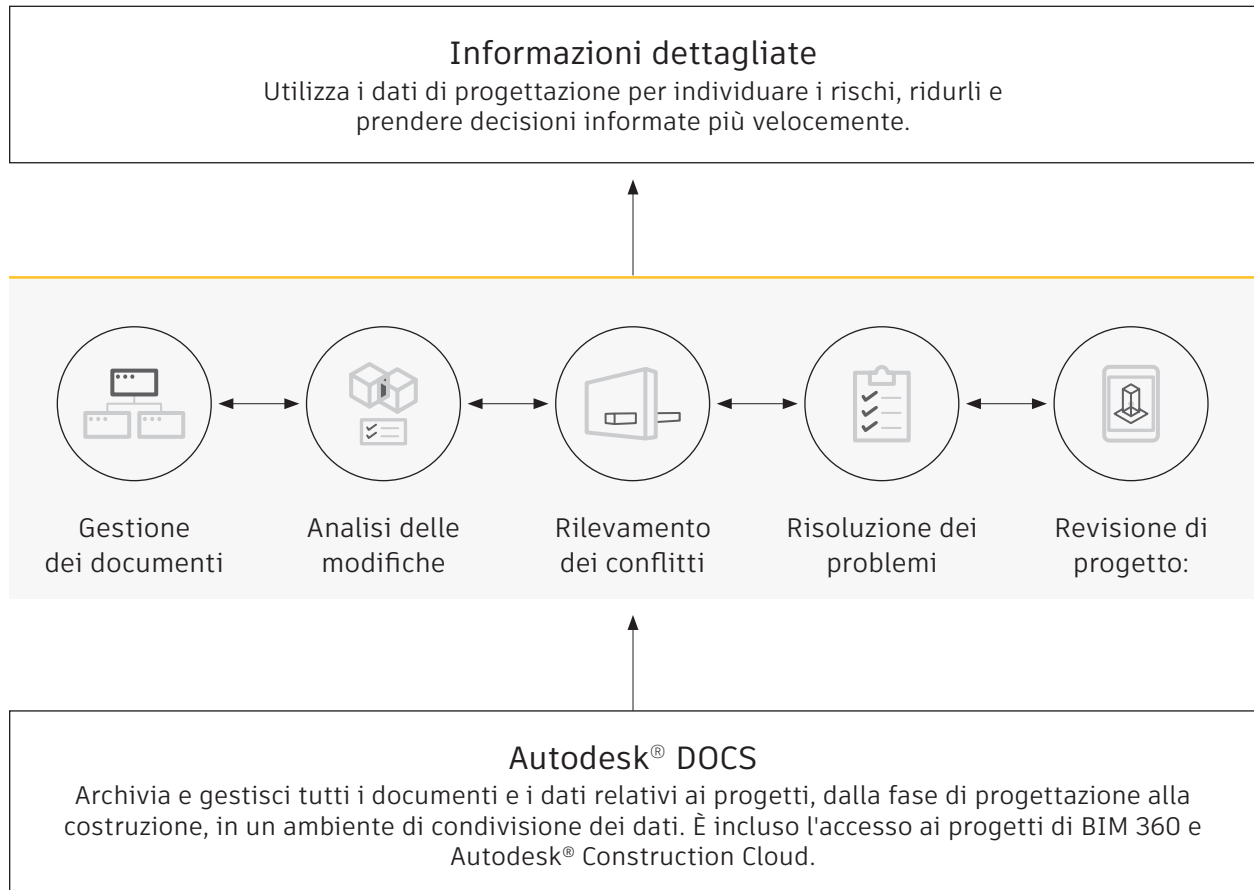 Informazioni dettagliate
Utilizza i dati di progettazione per individuare i rischi, ridurli e
prendere decisioni informate più velocemente.
Gestione
dei documenti
Analisi delle
modifiche
Rilevamento
dei conflitti
Risoluzione dei
problemi
Revisione di
progetto:
Autodesk® DOCS
Archivia e gestisci tutti i documenti e i dati relativi ai progetti, dalla fase di progettazione alla
costruzione, in un ambiente di condivisione dei dati. È incluso l'accesso ai progetti di BIM 360 e
Autodesk® Construction Cloud.